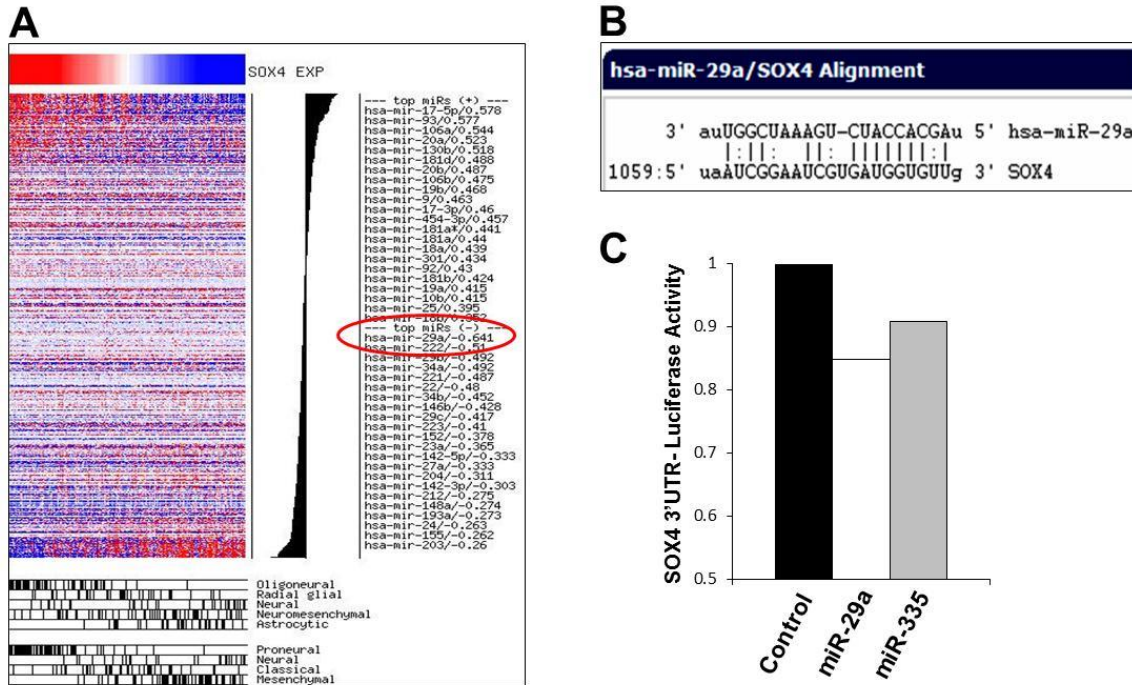 A
SOX4 EXP
--- top miRs (+) ---
hsa-mir-17-5p/0.578
hsa-mir-93/0.577
hsa-mir-106a/0.544
hsa-mir-20a/0.523
hsa-mir-130b/0.518
hsa-mir-181d/0.488
hsa-mir-20b/0.487
hsa-mir-106b/0.475
hsa-mir-19b/0.468
hsa-mir-9/0.463
hsa-mir-17-3p/0.46
hsa-mir-454-3p/0.457
hsa-mir-181a*/0.441
hsa-mir-181a/0.44
hsa-mir-18a/0.439
hsa-mir-301/0.434
hsa-mir-92/0.43
hsa-mir-181b/0.424
hsa-mir-19a/0.415
hsa-mir-10b/0.415
hsa-mir-25/0.395
--- top miRs (-) ---
hsa-mir-29a/-0.641
hsa-mir-222/-0.51
hsa-mir-29b/-0.492
hsa-mir-34a/-0.492
hsa-mir-221/-0.487
hsa-mir-22/-0.48
hsa-mir-34b/-0.452
hsa-mir-146b/-0.428
hsa-mir-29c/-0.417
hsa-mir-223/-0.41
hsa-mir-152/-0.378
hsa-mir-23a/-0.365
hsa-mir-142-5p/-0.333
hsa-mir-27a/-0.333
hsa-mir-204/-0.311
hsa-mir-142-3p/-0.303
hsa-mir-212/-0.275
hsa-mir-148a/-0.274
hsa-mir-193a/-0.273
hsa-mir-24/-0.263
hsa-mir-155/-0.262
hsa-mir-203/-0.26
Oligoneural
Radial glial
Neural
Neuromesenchymal
Astrocytic
Proneural
Neural
Classical
Mesenchymal
B
hsa-miR-29a/SOX4 Alignment
3' auUGGCUAAAGU-CUACCACGAu 5' hsa-miR-29a
|:||: ||: |||||||:|
1059:5' uaAUCGGAAUCGUGAUGGUGUUg 3' SOX4
C
SOX4 3'UTR- Luciferase Activity
1
0.9
0.8
0.7
0.6
0.5
Control
miR-29a
miR-335